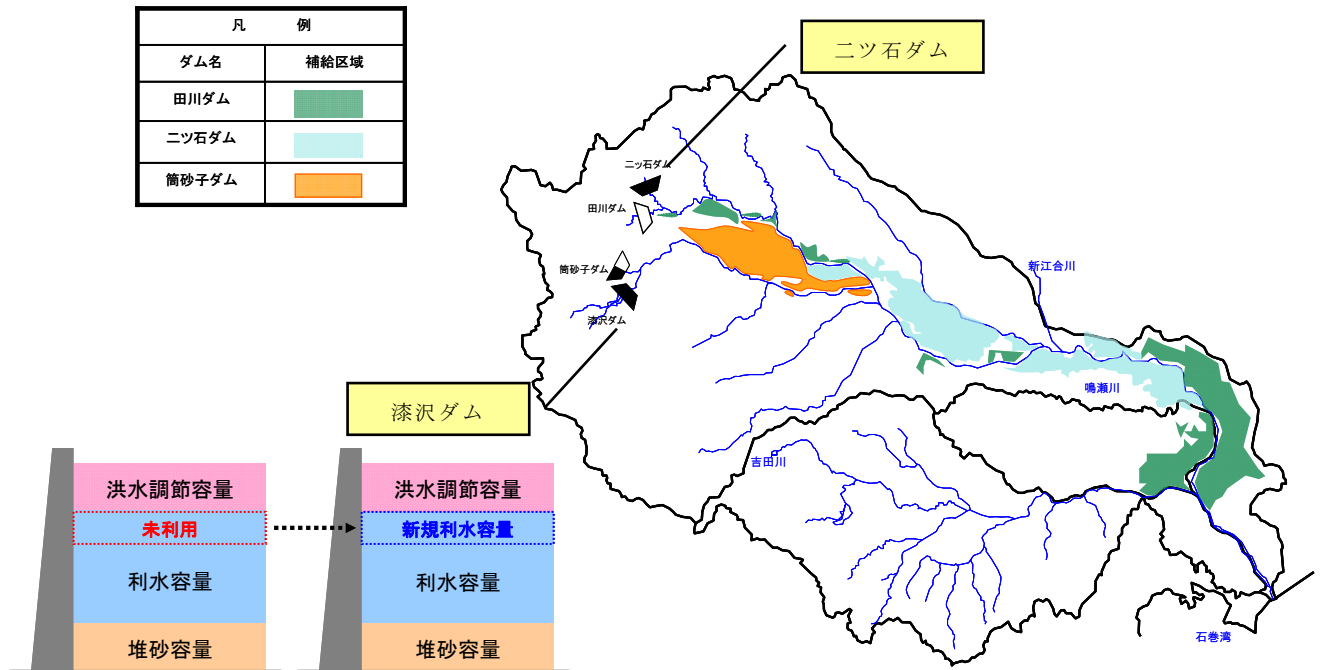 凡 例
ダム名 補給区域
田川ダム
二ツ石ダム
筒砂子ダム
二ツ石ダム
二ッ石ダム
田川ダム
筒砂子ダム
漆沢ダム
新江合川
鳴瀬川
吉田川
石巻湾
漆沢ダム
洪水調節容量
未利用
利水容量
堆砂容量
洪水調節容量
新規利水容量
利水容量
堆砂容量